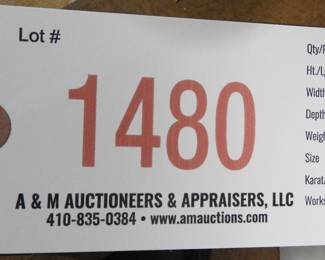 Lot #
1480
A & M AUCTIONEERS & APPRAISERS, LLC
410-835-0384 • www.amauctions.com
Qty/
Ht./L
Width
Depth
Weigh
Size
Karat
Works